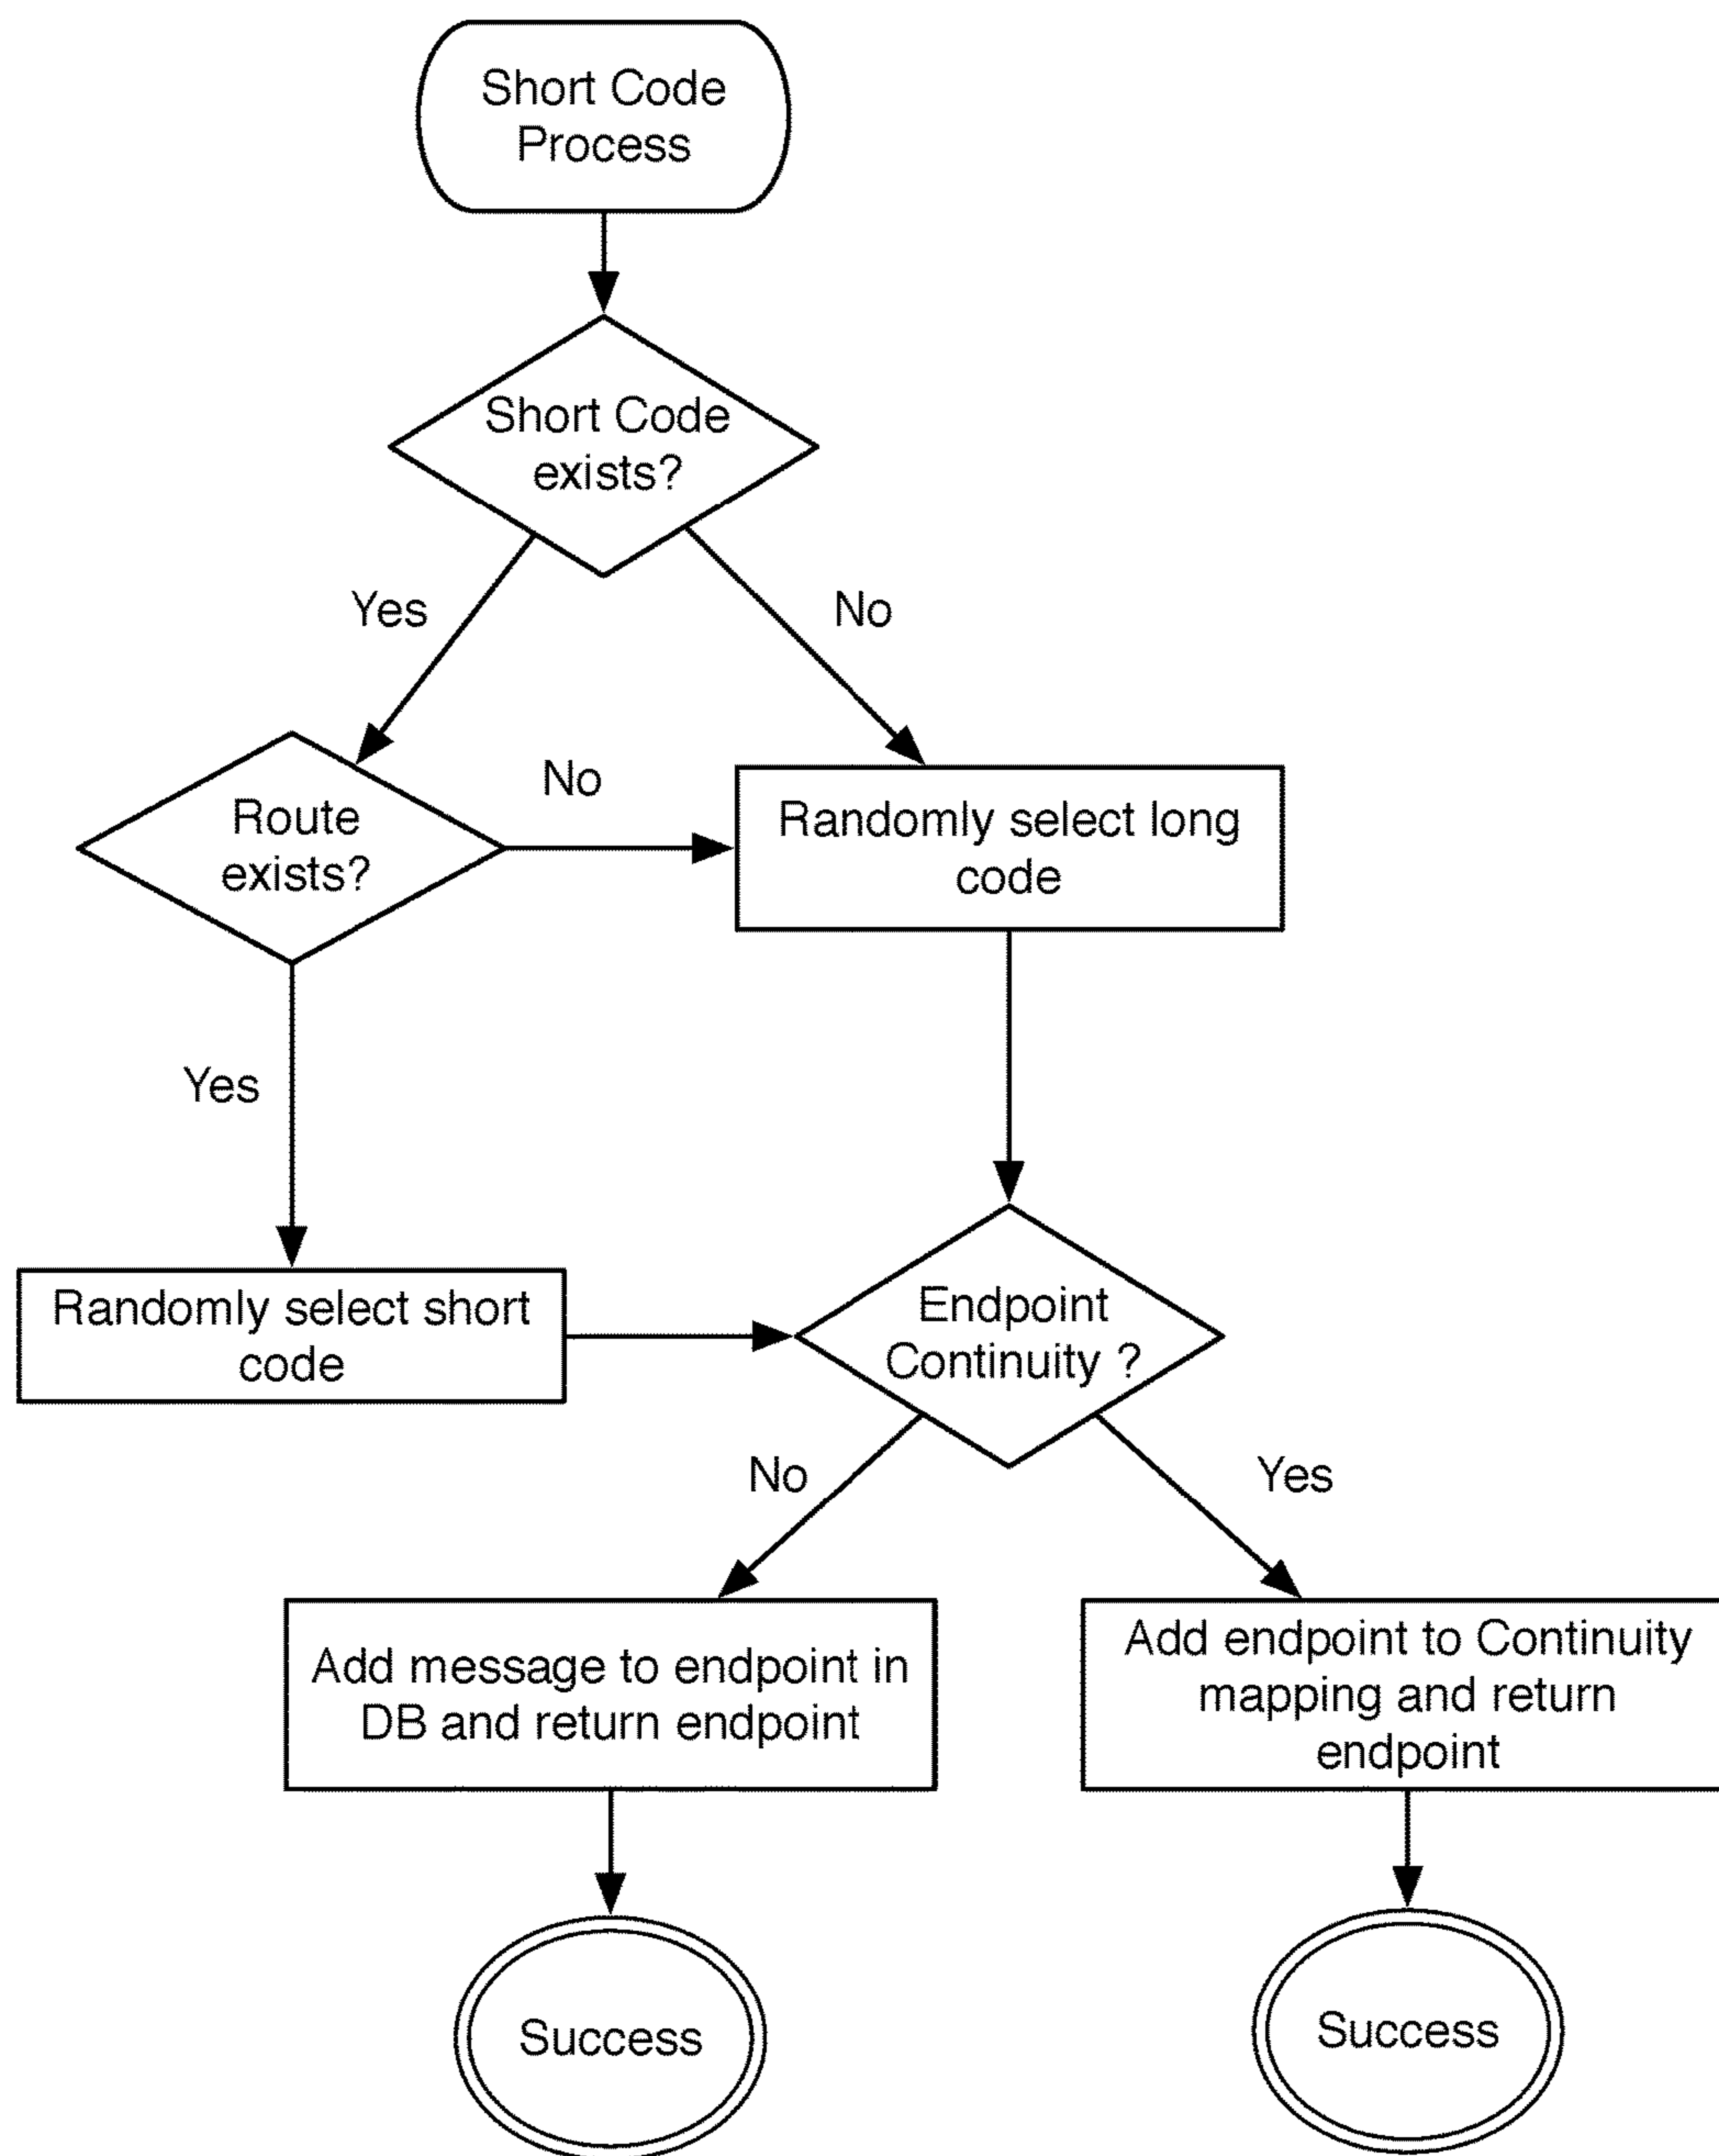 Short Code
Process
Short Code
exists?
Yes
No
Route
exists?
No
Randomly select long
code
Yes
Randomly select short
code
Endpoint
Continuity ?
No
Yes
Add message to endpoint in
DB and return endpoint
Add endpoint to Continuity
mapping and return
endpoint
Success
Success